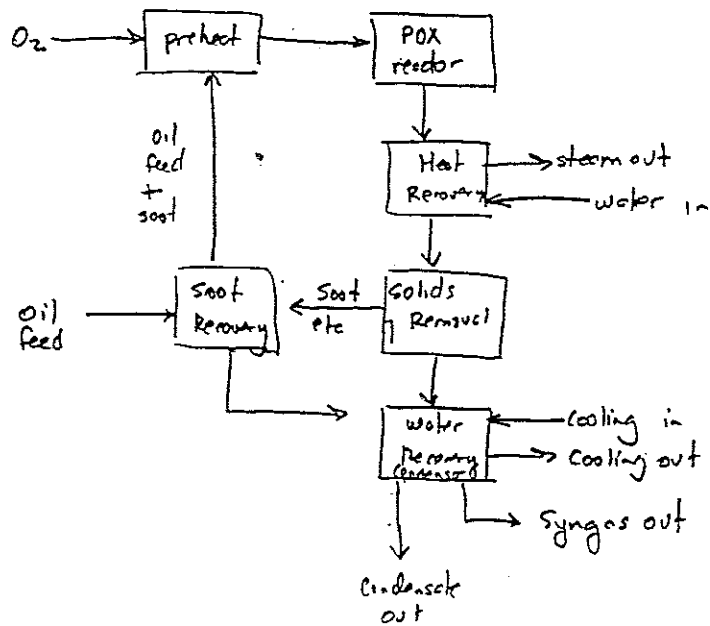 O2
preheat
POX
reactor
oil
feed
+
soot
Heat
Recovery
steam out
water in
oil
feed
Soot
Recovery
Soot
etc
Solids
Removal
water
Recovery
Condenser
Cooling in
Cooling out
Syngas out
Condensate
out